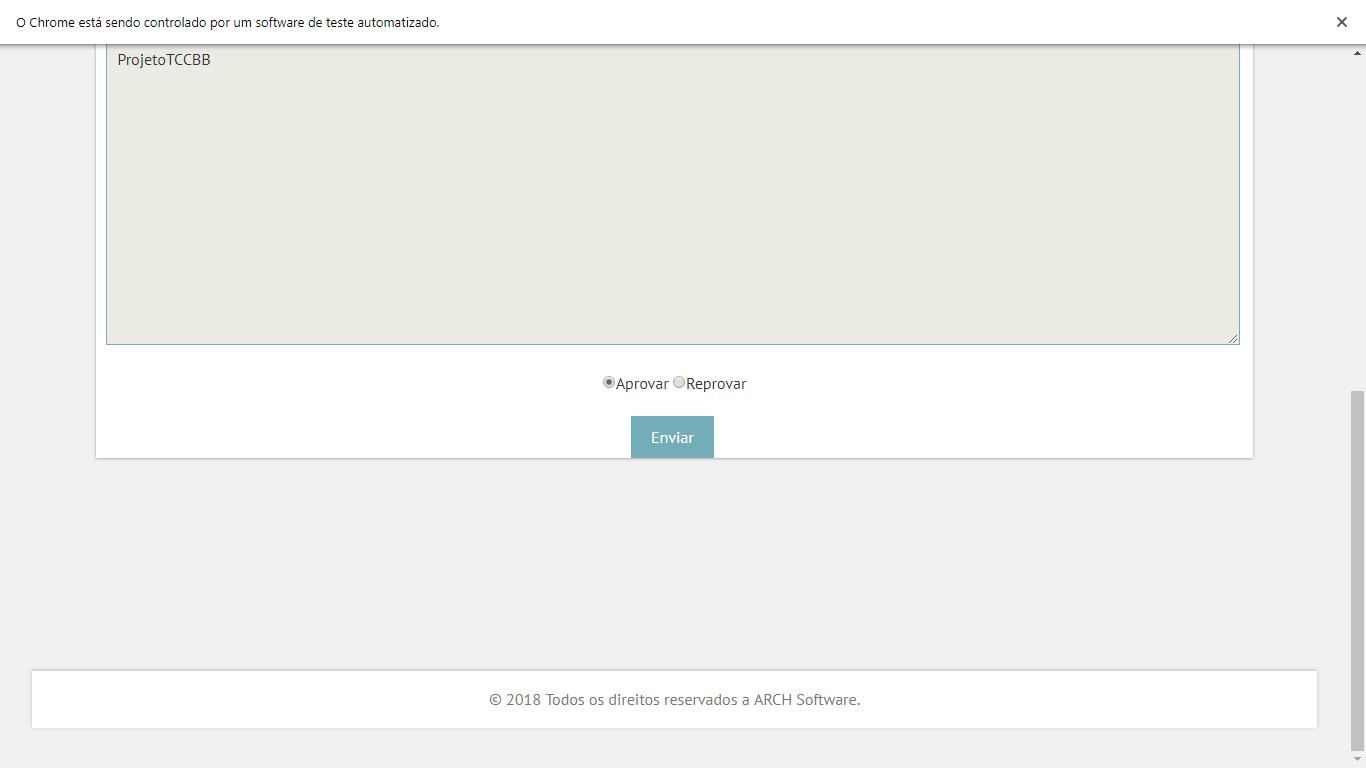 O Chrome está sendo controlado por um software de teste automatizado.
ProjetoTCCBB
Aprovar Reprovar
Enviar
© 2018 Todos os direitos reservados a ARCH Software.